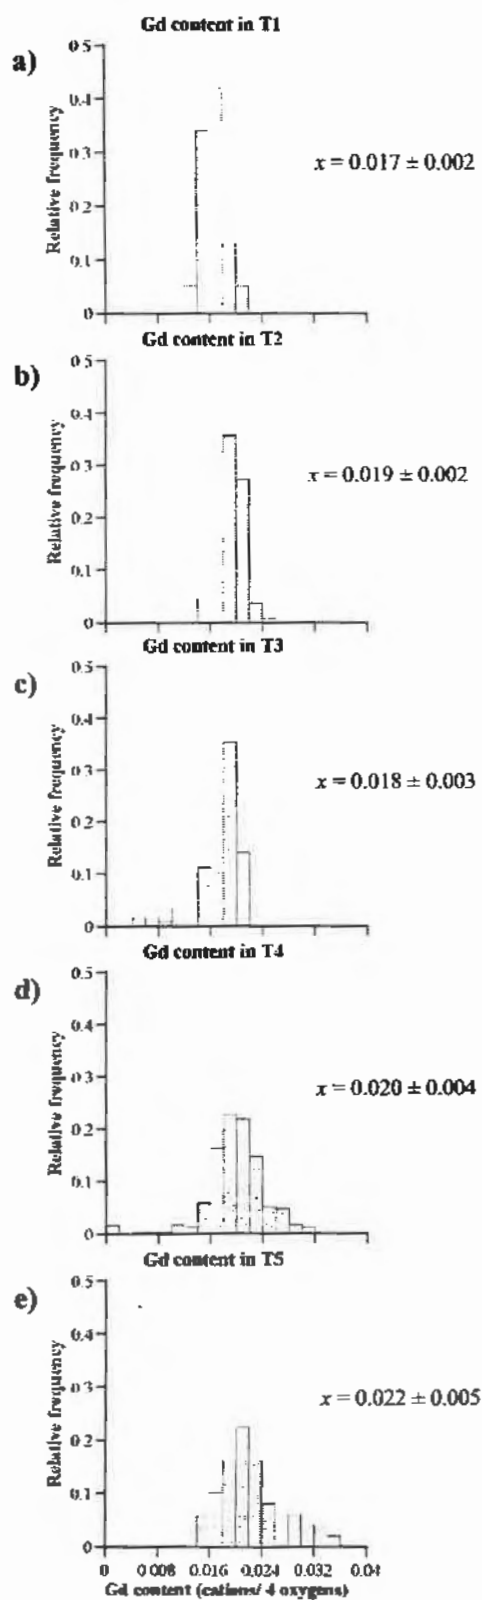 Gd content in T1
a)
0.5
0.4
0.3
0.2
0.1
0
Relative frequency
x = 0.017 ± 0.002
Gd content in T2
b)
0.5
0.4
0.3
0.2
0.1
0
Relative frequency
x = 0.019 ± 0.002
Gd content in T3
c)
0.5
0.4
0.3
0.2
0.1
0
Relative frequency
x = 0.018 ± 0.003
Gd content in T4
d)
0.5
0.4
0.3
0.2
0.1
0
Relative frequency
x = 0.020 ± 0.004
Gd content in T5
e)
0.5
0.4
0.3
0.2
0.1
0
Relative frequency
x = 0.022 ± 0.005
0 0.008 0.016 0.024 0.032 0.04
Gd content (cations/ 4 oxygens)